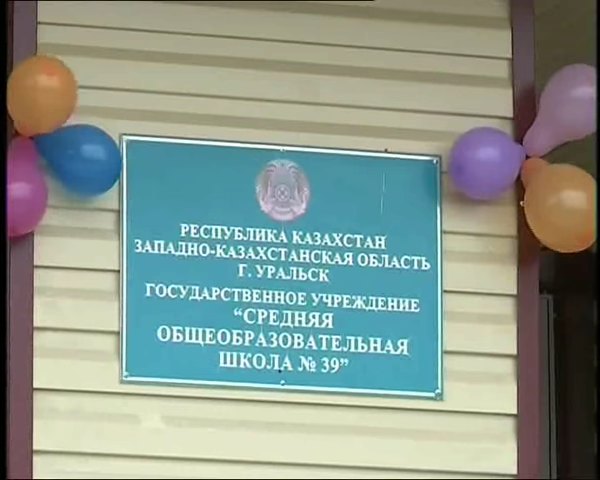 РЕСПУБЛИКА КАЗАХСТАН
ЗАПАДНО-КАЗАХСТАНСКАЯ ОБЛАСТЬ
Г. УРАЛЬСК
ГОСУДАРСТВЕННОЕ УЧРЕЖДЕНИЕ
“СРЕДНЯЯ
ОБЩЕОБРАЗОВАТЕЛЬНАЯ
ШКОЛА № 39”